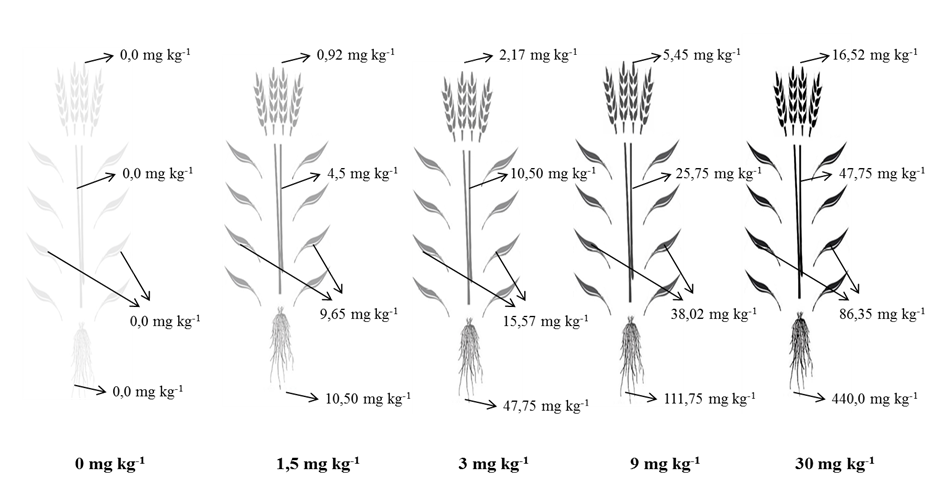 0,0 mg kg⁻¹
0,92 mg kg⁻¹
2,17 mg kg⁻¹
5,45 mg kg⁻¹
16,52 mg kg⁻¹
0,0 mg kg⁻¹
4,5 mg kg⁻¹
10,50 mg kg⁻¹
25,75 mg kg⁻¹
47,75 mg kg⁻¹
0,0 mg kg⁻¹
9,65 mg kg⁻¹
15,57 mg kg⁻¹
38,02 mg kg⁻¹
86,35 mg kg⁻¹
0,0 mg kg⁻¹
10,50 mg kg⁻¹
47,75 mg kg⁻¹
111,75 mg kg⁻¹
440,0 mg kg⁻¹
0 mg kg⁻¹
1,5 mg kg⁻¹
3 mg kg⁻¹
9 mg kg⁻¹
30 mg kg⁻¹